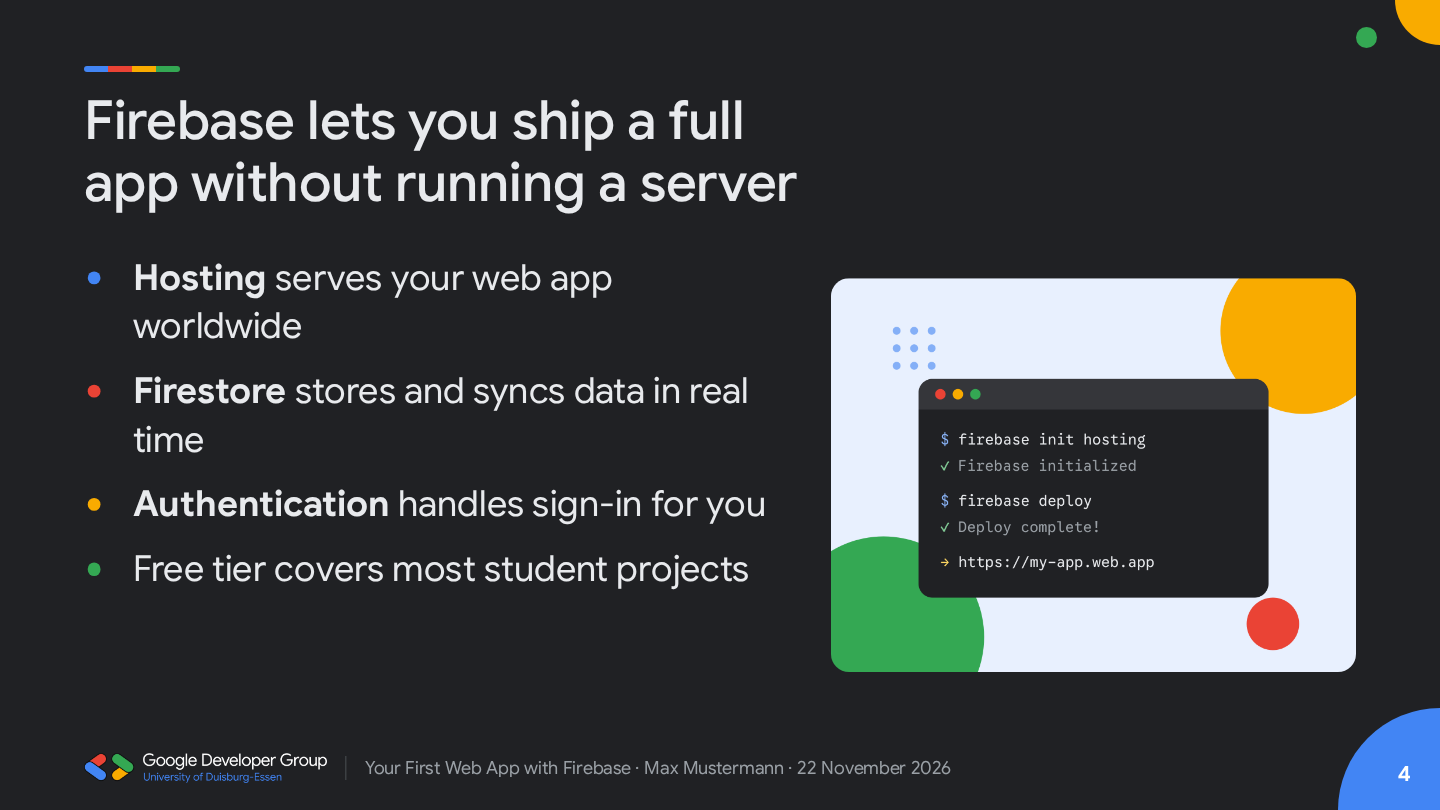 Firebase lets you ship a full
app without running a server
• Hosting serves your web app
worldwide
• Firestore stores and syncs data in real
time
• Authentication handles sign-in for you
• Free tier covers most student projects
$ firebase init hosting
✓ Firebase initialized
$ firebase deploy
✓ Deploy complete!
→ https://my-app.web.app
Google Developer Group
University of Duisburg-Essen
Your First Web App with Firebase · Max Mustermann · 22 November 2026
4